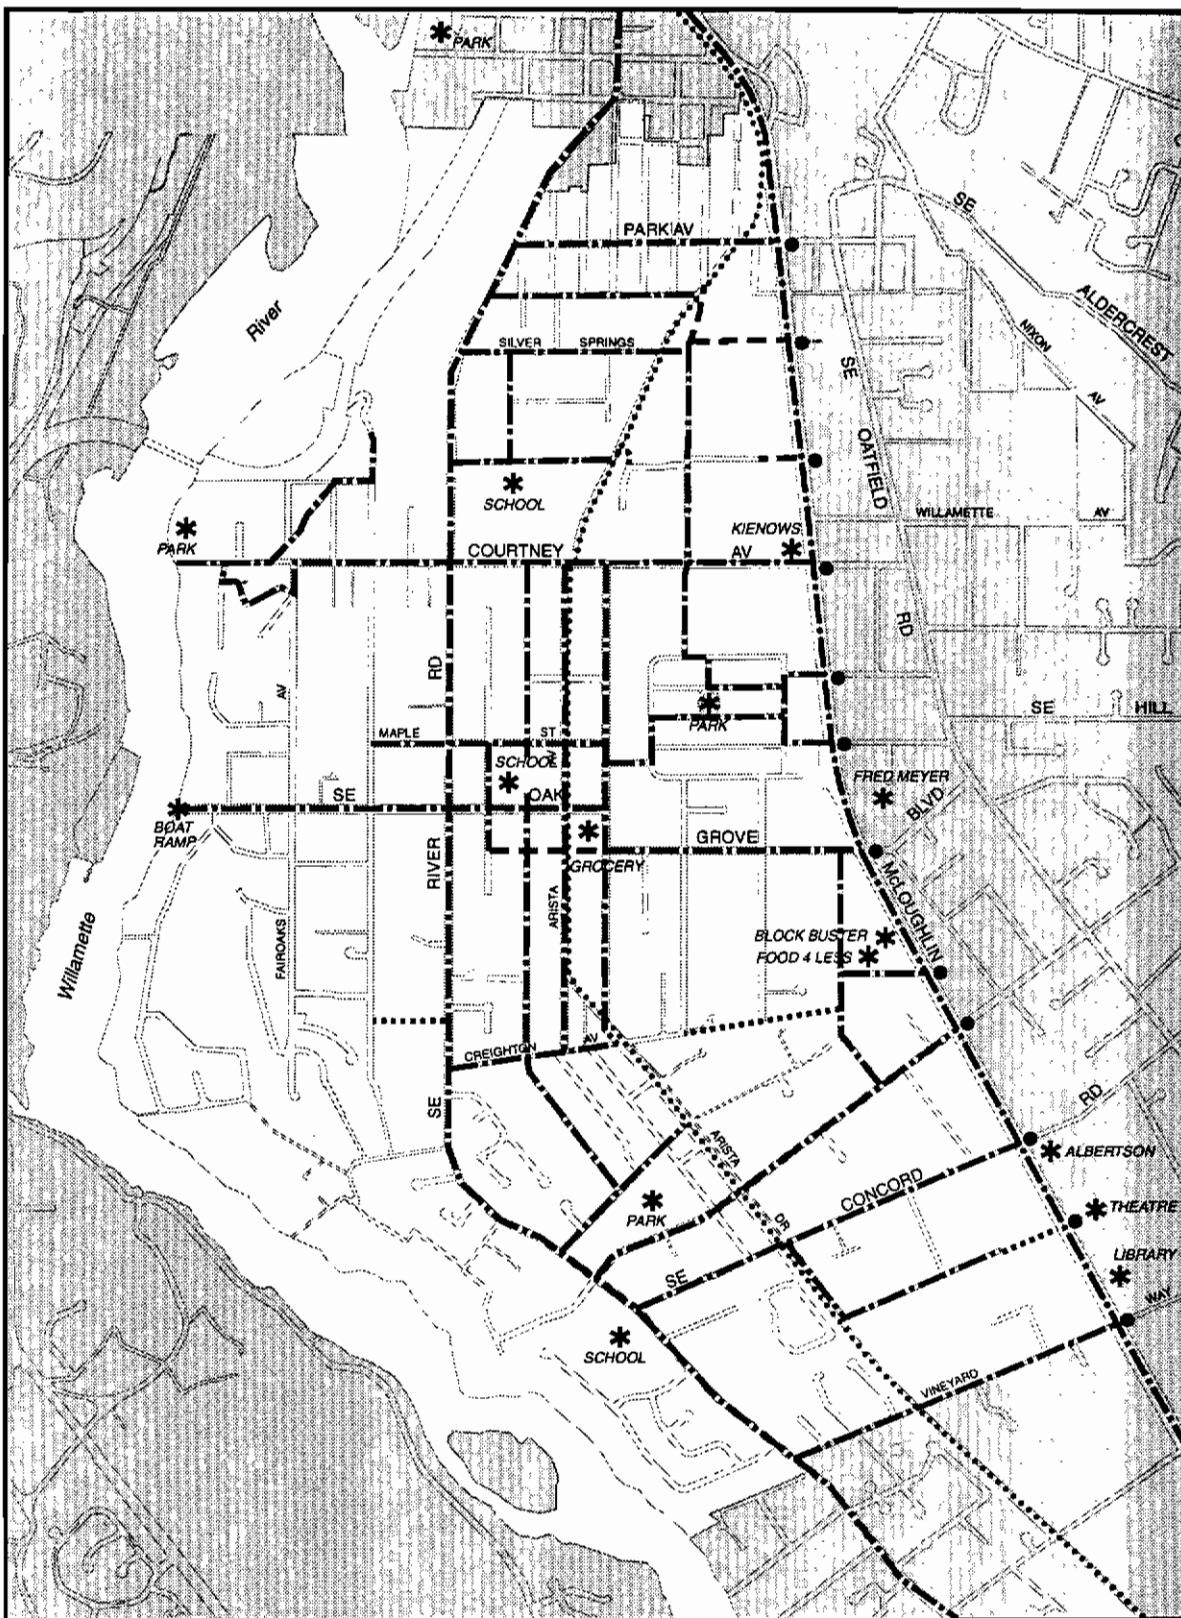 PARK
PARK AV
SE
ALDERCREST
River
NIXON
AV
SILVER SPRINGS
SE
OATFIELD
RD
SCHOOL
WILLAMETTE AV
KIENOWS
PARK
COURTNEY AV
RD
AV
SE HILL
PARK
MAPLE ST
SCHOOL
AV
FRED MEYER
SE OAK
BLVD
BOAT
RAMP
GROVE
GROCERY
RIVER
McLOUGHLIN
ARISTA
BLOCK BUSTER
FOOD 4 LESS
FAIROAKS
Willamette
AV
CREIGHTON
SE
RD
ARISTA
DR
ALBERTSON
CONCORD
PARK
THEATRE
SE
LIBRARY
WAY
SCHOOL
VINEYARD